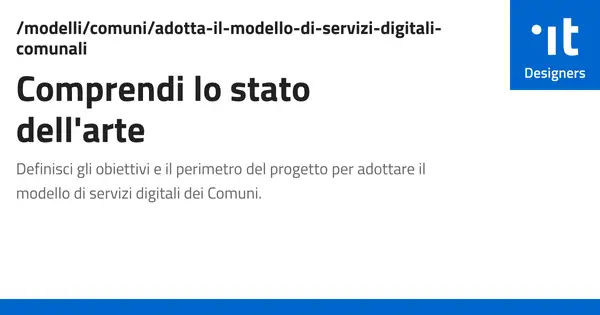 /modelli/comuni/adotta-il-modello-di-servizi-digitali-
comunali
Comprendi lo stato
dell'arte
Definisci gli obiettivi e il perimetro del progetto per adottare il
modello di servizi digitali dei Comuni.
it
Designers